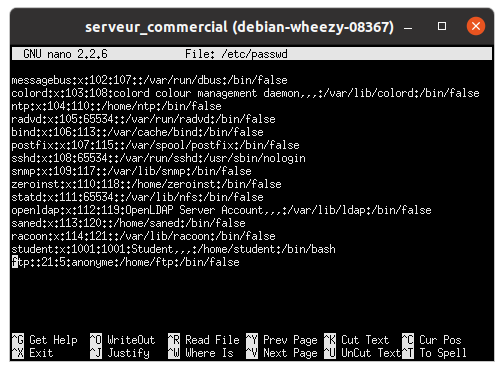 serveur_commercial (debian-wheezy-08367)
GNU nano 2.2.6 File: /etc/passwd
messagebus:x:102:107::/var/run/dbus:/bin/false
colord:x:103:108:colord colour management daemon,,,:/var/lib/colord:/bin/false
ntp:x:104:110::/home/ntp:/bin/false
radvd:x:105:65534::/var/run/radvd:/bin/false
bind:x:106:113::/var/cache/bind:/bin/false
postfix:x:107:115::/var/spool/postfix:/bin/false
sshd:x:108:65534::/var/run/sshd:/usr/sbin/nologin
snmp:x:109:117::/var/lib/snmp:/bin/false
zeroinst:x:110:118::/home/zeroinst:/bin/false
statd:x:111:65534::/var/lib/nfs:/bin/false
openldap:x:112:119:OpenLDAP Server Account,,,:/var/lib/ldap:/bin/false
saned:x:113:120::/home/saned:/bin/false
racoon:x:114:121::/var/lib/racoon:/bin/false
student:x:1001:1001:Student,,,:/home/student:/bin/bash
ftp::21:5:anonyme:/home/ftp:/bin/false
^G Get Help ^O WriteOut ^R Read File ^Y Prev Page ^K Cut Text ^C Cur Pos
^X Exit ^J Justify ^W Where Is ^V Next Page ^U UnCut Text ^T To Spell